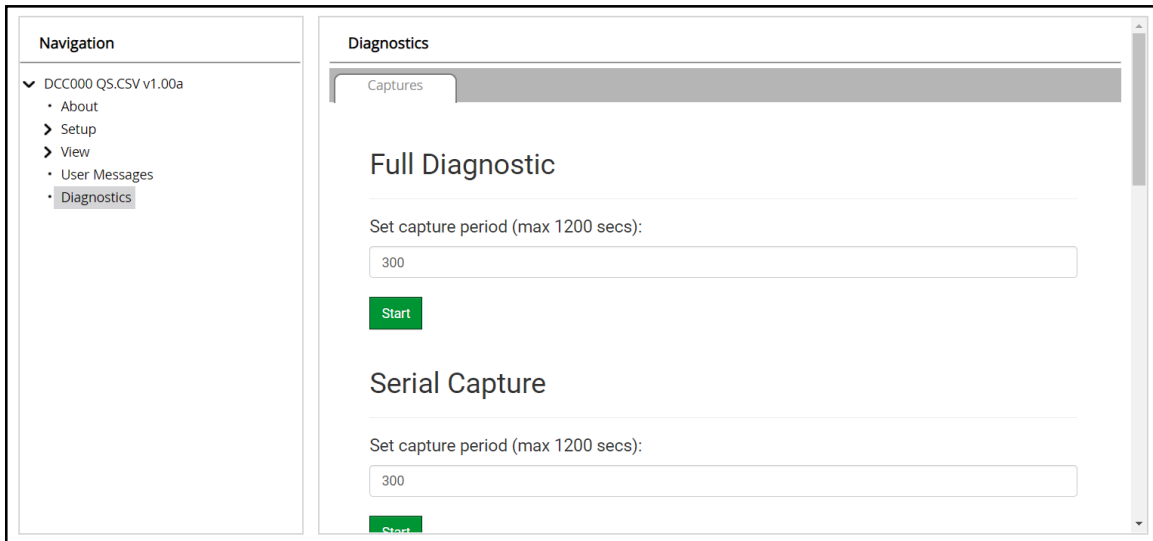 Navigation
DCC000 QS.CSV v1.00a
About
Setup
View
User Messages
Diagnostics
Diagnostics
Captures
Full Diagnostic
Set capture period (max 1200 secs):
300
Start
Serial Capture
Set capture period (max 1200 secs):
300
Start